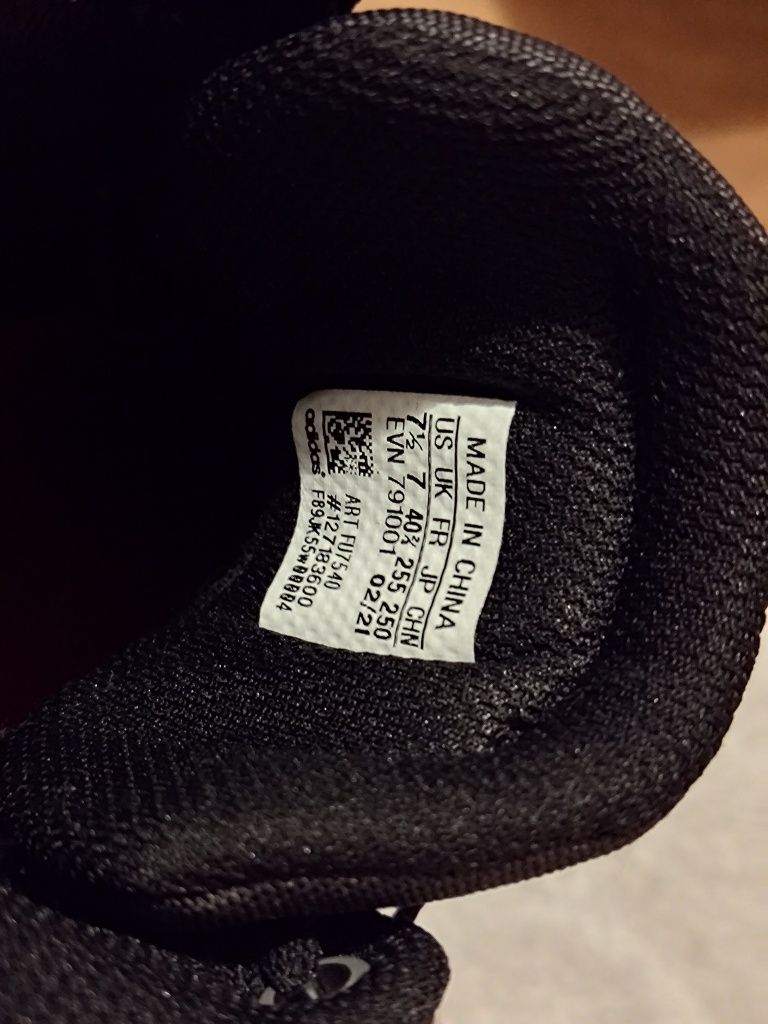 MADE IN CHINA
US UK FR JP CHN
7½ 7 40⅔ 255 250
EVN 791001 02/21
ART FU7540
#127183600
F89JK55W00004
adidas